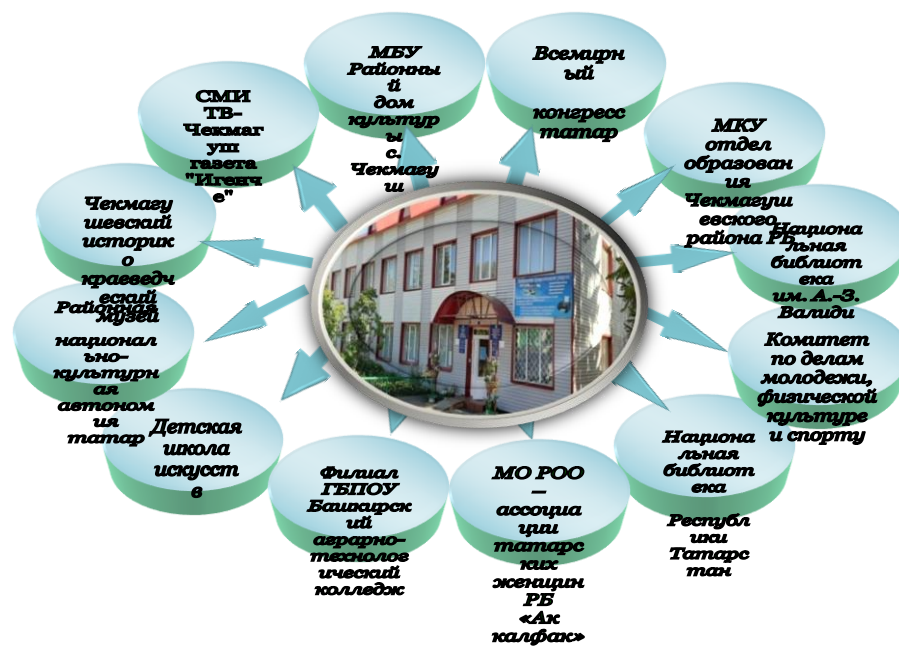 МБУ
Районны
й
дом
культур
ы
с.
Чекмагу
ш
Всемирн
ый
конгресс
татар
МКУ
отдел
образован
ия
Чекмагуш
евского
района РБ
Национа
льная
библиот
ека
им. А.-З.
Валиди
Комитет
по делам
молодежи,
физической
культуре
и спорту
Национа
льная
библиот
ека
Республ
ики
Татарс
тан
МО РОО
–
ассоциа
ции
татарс
ких
женщин
РБ
«Ак
калфак»
Филиал
ГБПОУ
Башкирск
ий
аграрно-
технолог
ический
колледж
Детская
школа
искусст
в
Районная
национал
ьно-
культурн
ая
автоном
ия
татар
Чекмагу
шевский
историк
о
краеведч
еский
музей
СМИ
ТВ-
Чекмаг
уш
газета
"Игенч
е"